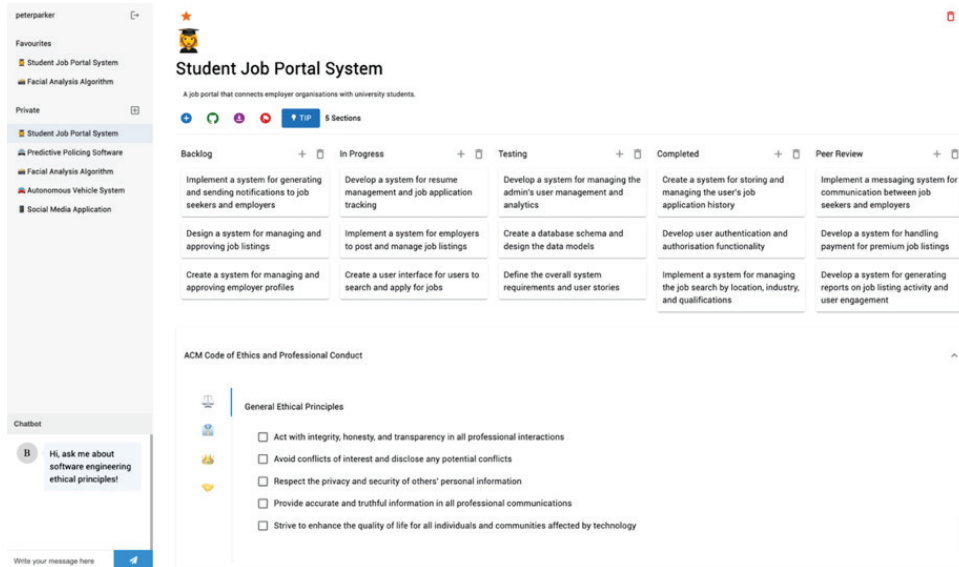 peterparker
Favourites
Student Job Portal System
Facial Analysis Algorithm
Private
Student Job Portal System
Predictive Policing Software
Facial Analysis Algorithm
Autonomous Vehicle System
Social Media Application
Chatbot
B
Hi, ask me about
software engineering
ethical principles!
Write your message here
Student Job Portal System
A job portal that connects employer organisations with university students.
TIP
5 Sections
Backlog
Implement a system for generating
and sending notifications to job
seekers and employers
Design a system for managing and
approving job listings
Create a system for managing and
approving employer profiles
In Progress
Develop a system for resume
management and job application
tracking
Implement a system for employers
to post and manage job listings
Create a user interface for users to
search and apply for jobs
Testing
Develop a system for managing the
admin's user management and
analytics
Create a database schema and
design the data models
Define the overall system
requirements and user stories
Completed
Create a system for storing and
managing the user's job
application history
Develop user authentication and
authorisation functionality
Implement a system for managing
the job search by location, industry,
and qualifications
Peer Review
Implement a messaging system for
communication between job
seekers and employers
Develop a system for handling
payment for premium job listings
Develop a system for generating
reports on job listing activity and
user engagement
ACM Code of Ethics and Professional Conduct
General Ethical Principles
Act with integrity, honesty, and transparency in all professional interactions
Avoid conflicts of interest and disclose any potential conflicts
Respect the privacy and security of others' personal information
Provide accurate and truthful information in all professional communications
Strive to enhance the quality of life for all individuals and communities affected by technology